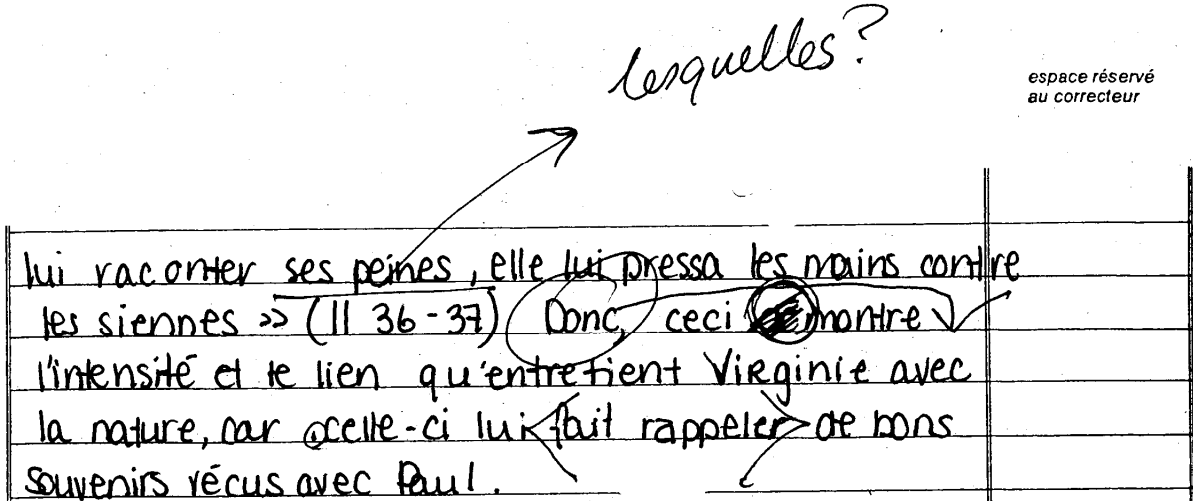 lesquelles?
espace réservé
au correcteur
lui raconter ses peines, elle lui pressa les mains contre
les siennes » (ll 36-37) Donc, ceci montre
l'intensité et le lien qu'entretient Virginie avec
la nature, car celle-ci lui fait rappeler de bons
souvenirs vécus avec Paul.